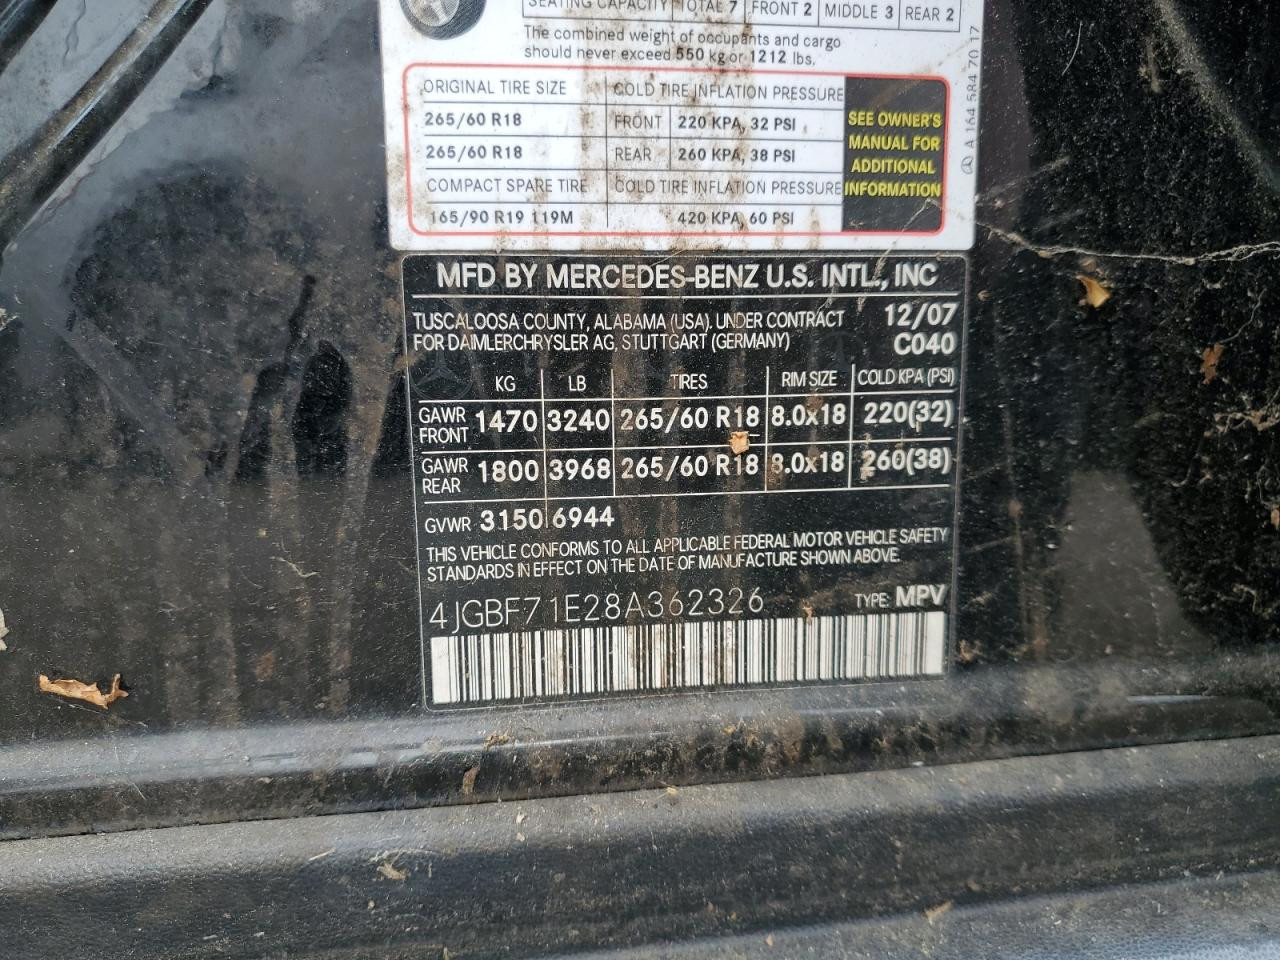 SEATING CAPACITY TOTAL 7 FRONT 2 MIDDLE 3 REAR 2
The combined weight of occupants and cargo
should never exceed 550 kg or 1212 lbs.
ORIGINAL TIRE SIZE COLD TIRE INFLATION PRESSURE
265/60 R18 FRONT 220 KPA, 32 PSI
265/60 R18 REAR 260 KPA, 38 PSI
COMPACT SPARE TIRE COLD TIRE INFLATION PRESSURE
165/90 R19 119M 420 KPA, 60 PSI
SEE OWNER'S
MANUAL FOR
ADDITIONAL
INFORMATION
A 164 584 70 17
MFD BY MERCEDES-BENZ U.S. INTL., INC
TUSCALOOSA COUNTY, ALABAMA (USA), UNDER CONTRACT 12/07
FOR DAIMLERCHRYSLER AG, STUTTGART (GERMANY) C040
KG LB TIRES RIM SIZE COLD KPA (PSI)
GAWR FRONT 1470 3240 265/60 R18 8.0x18 220(32)
GAWR REAR 1800 3968 265/60 R18 8.0x18 260(38)
GVWR 3150 6944
THIS VEHICLE CONFORMS TO ALL APPLICABLE FEDERAL MOTOR VEHICLE SAFETY
STANDARDS IN EFFECT ON THE DATE OF MANUFACTURE SHOWN ABOVE.
4JGBF71E28A362326 TYPE: MPV